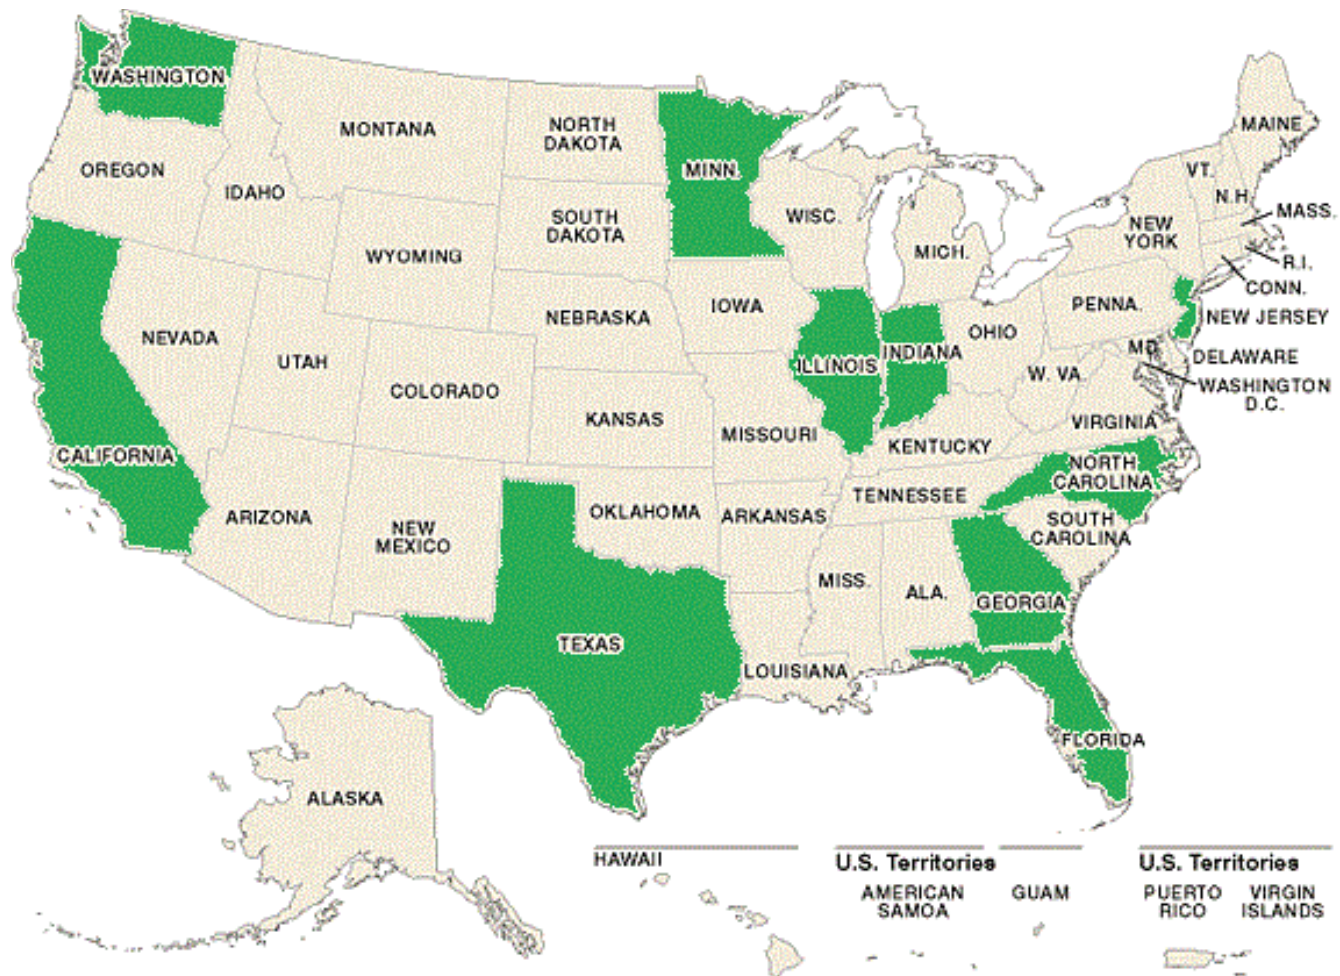 WASHINGTON
MONTANA
NORTH
DAKOTA
MINN.
MAINE
OREGON
IDAHO
VT.
N.H.
MASS.
SOUTH
DAKOTA
WISC.
NEW
YORK
WYOMING
MICH.
R.I.
CONN.
IOWA
PENNA.
NEBRASKA
NEVADA
OHIO
NEW JERSEY
UTAH
ILLINOIS
INDIANA
MD.
DELAWARE
COLORADO
W. VA
WASHINGTON
D.C.
KANSAS
VIRGINIA
MISSOURI
KENTUCKY
CALIFORNIA
NORTH
CAROLINA
TENNESSEE
ARIZONA
OKLAHOMA
ARKANSAS
SOUTH
CAROLINA
NEW
MEXICO
MISS.
ALA.
GEORGIA
TEXAS
LOUISIANA
FLORIDA
ALASKA
HAWAII
U.S. Territories
AMERICAN
SAMOA
GUAM
U.S. Territories
PUERTO
RICO
VIRGIN
ISLANDS